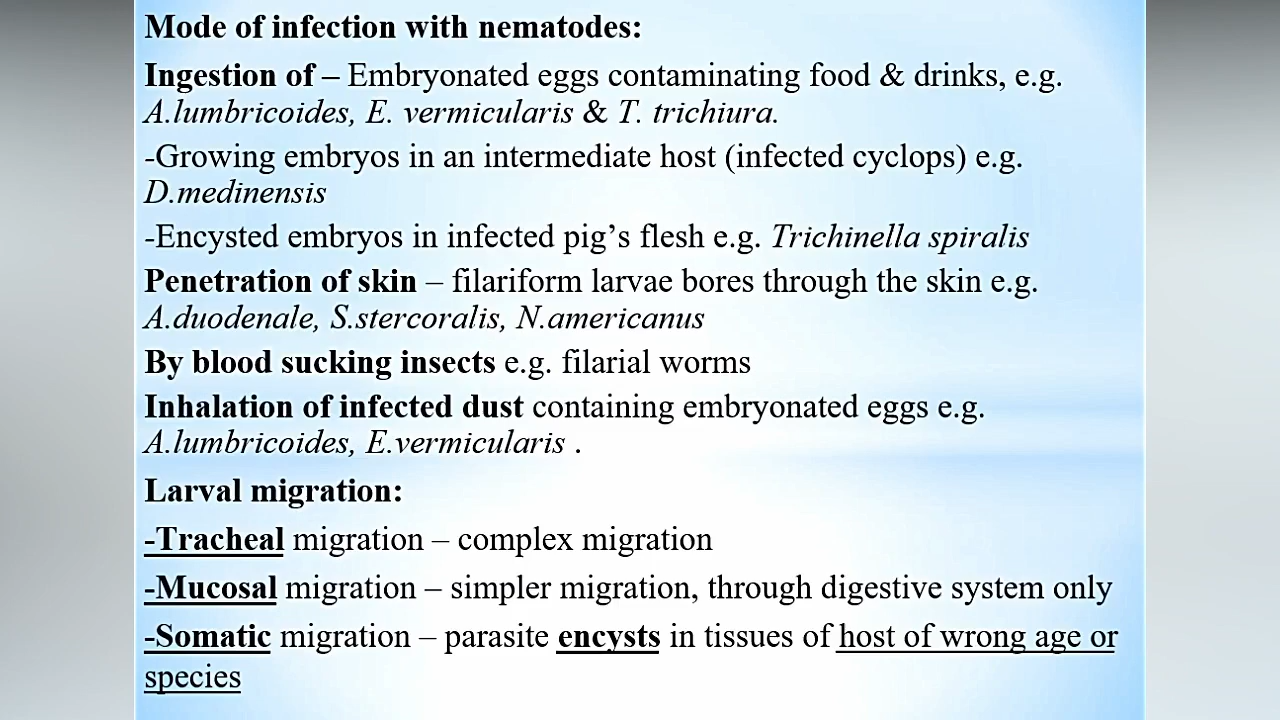 Mode of infection with nematodes:
Ingestion of – Embryonated eggs contaminating food & drinks, e.g.
A.lumbricoides, E. vermicularis & T. trichiura.
-Growing embryos in an intermediate host (infected cyclops) e.g.
D.medinensis
-Encysted embryos in infected pig’s flesh e.g. Trichinella spiralis
Penetration of skin – filariform larvae bores through the skin e.g.
A.duodenale, S.stercoralis, N.americanus
By blood sucking insects e.g. filarial worms
Inhalation of infected dust containing embryonated eggs e.g.
A.lumbricoides, E.vermicularis .
Larval migration:
-Tracheal migration – complex migration
-Mucosal migration – simpler migration, through digestive system only
-Somatic migration – parasite encysts in tissues of host of wrong age or
species